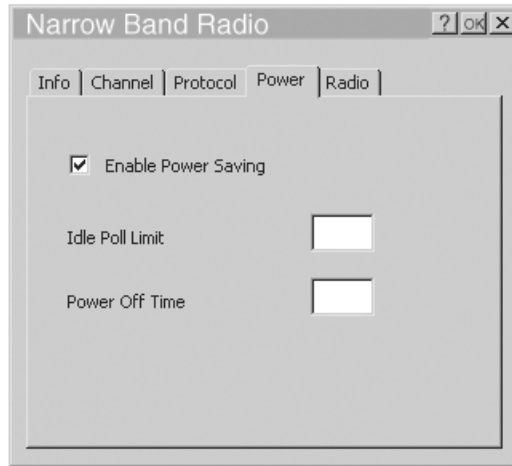 Narrow Band Radio ? OK ×
Info Channel Protocol Power Radio
Enable Power Saving
Idle Poll Limit
Power Off Time